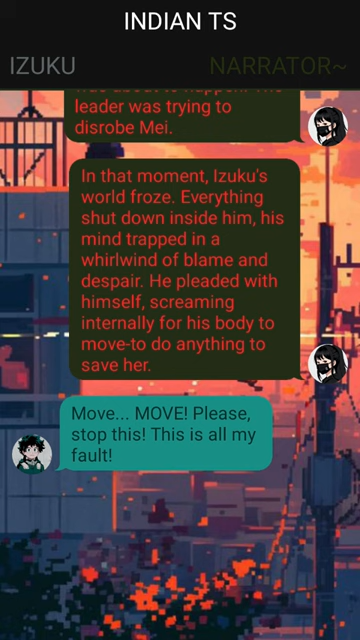 INDIAN TS
IZUKU
NARRATOR~
leader was trying to
disrobe Mei.
In that moment, Izuku's
world froze. Everything
shut down inside him, his
mind trapped in a
whirlwind of blame and
despair. He pleaded with
himself, screaming
internally for his body to
move-to do anything to
save her.
Move... MOVE! Please,
stop this! This is all my
fault!